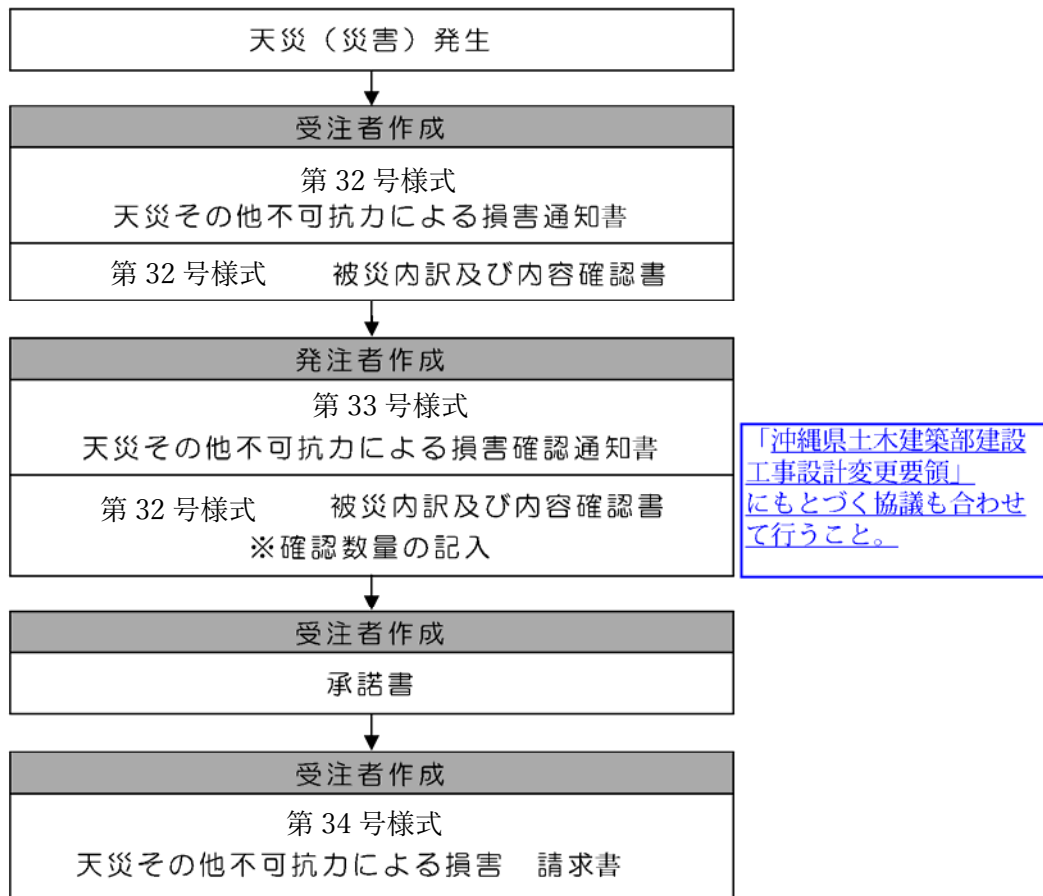 天災（災害）発生
受注者作成
第 32 号様式
天災その他不可抗力による損害通知書
第 32 号様式 被災内訳及び内容確認書
発注者作成
第 33 号様式
天災その他不可抗力による損害確認通知書
第 32 号様式 被災内訳及び内容確認書
※確認数量の記入
「沖縄県土木建築部建設
工事設計変更要領」
にもとづく協議も合わせ
て行うこと。
受注者作成
承諾書
受注者作成
第 34 号様式
天災その他不可抗力による損害 請求書